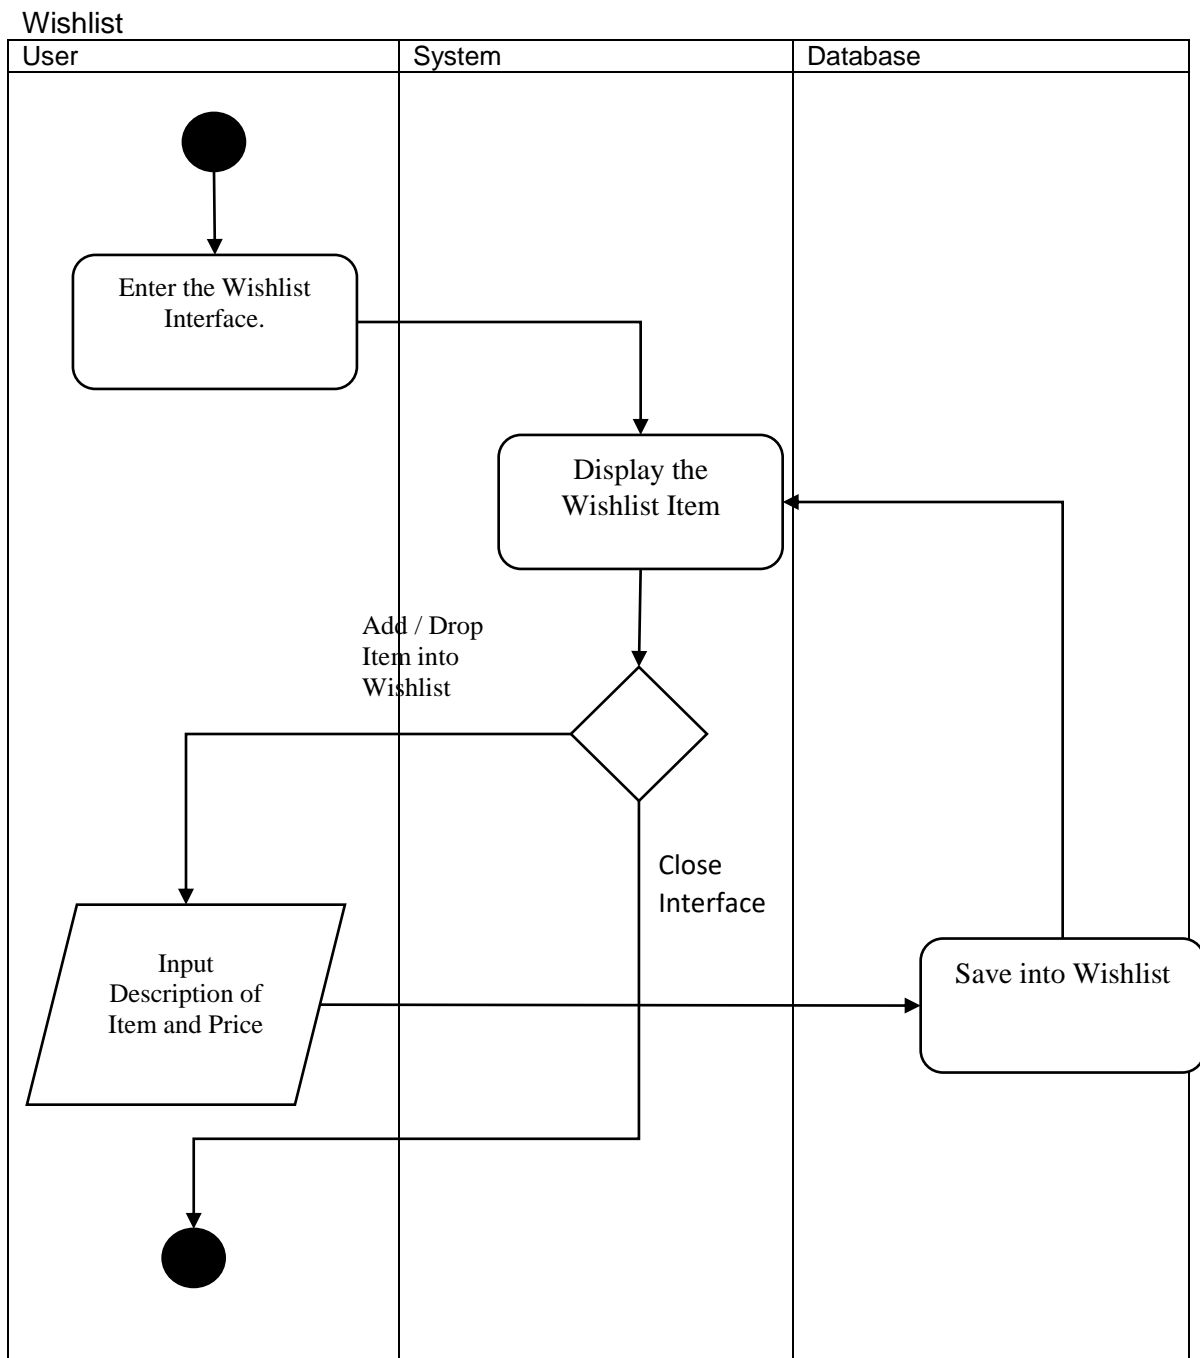 Wishlist
User
System
Database
Enter the Wishlist
Interface.
Display the
Wishlist Item
Add / Drop
Item into
Wishlist
Close
Interface
Input
Description of
Item and Price
Save into Wishlist